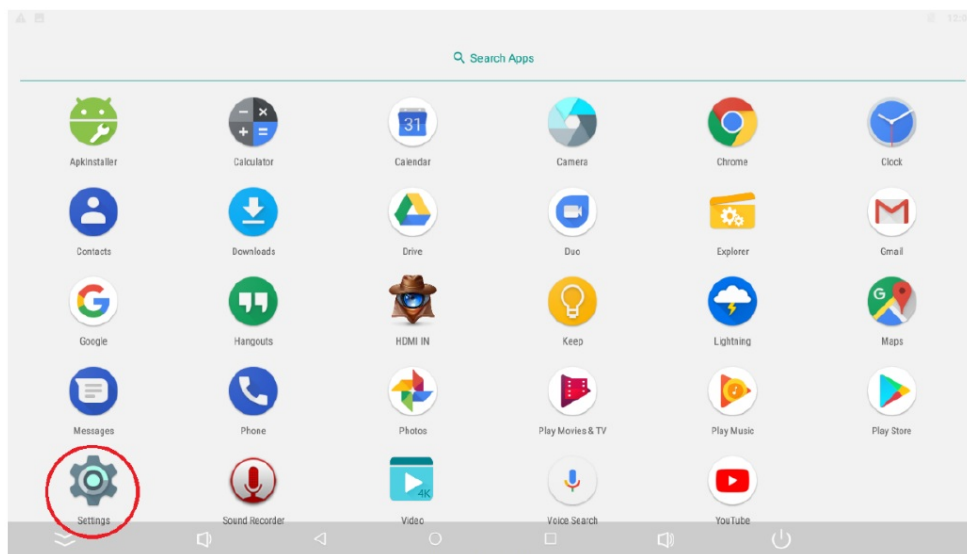 Search Apps
Apkinstaller Calculator Calendar Camera Chrome Clock
31
Contacts Downloads Drive Duo Explorer Gmail
Google Hangouts HDMI IN Keep Lightning Maps
G
Messages Phone Photos Play Movies & TV Play Music Play Store
4K
Settings Sound Recorder Video Voice Search YouTube